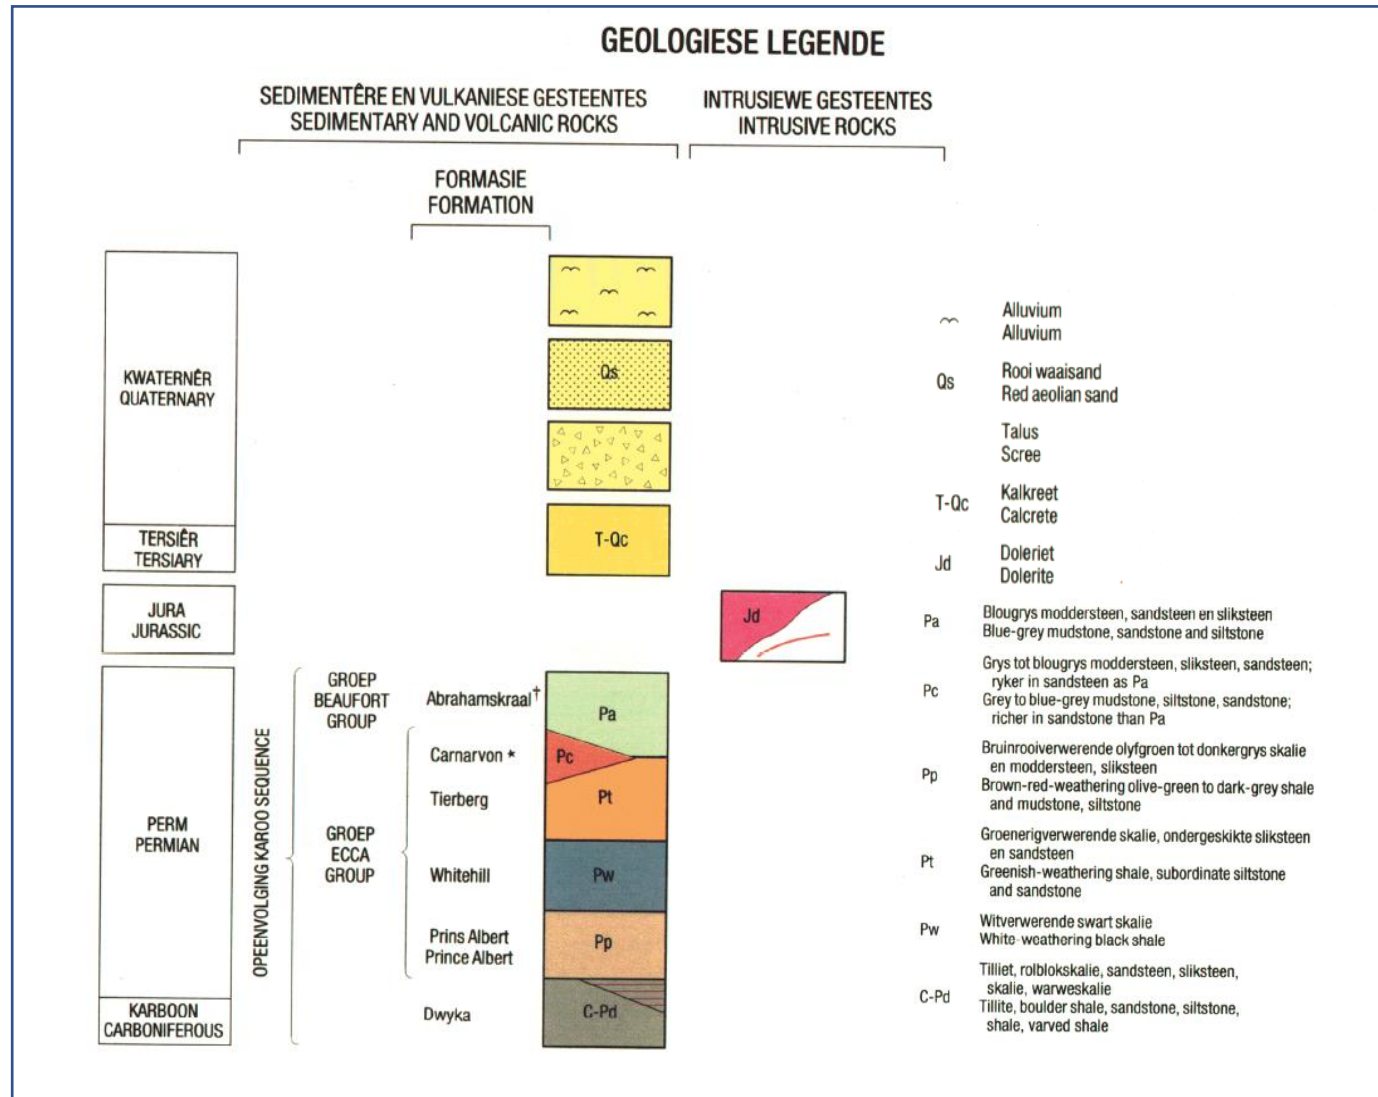 GEOLOGIESE LEGENDE
SEDIMENTÊRE EN VULKANIESE GESTEENTES
SEDIMENTARY AND VOLCANIC ROCKS
INTRUSIEWE GESTEENTES
INTRUSIVE ROCKS
FORMASIE
FORMATION
KWATERNÊR
QUATERNARY
TERSIÊR
TERSIARY
JURA
JURASSIC
PERM
PERMIAN
KARBOON
CARBONIFEROUS
OPEENVOLGING KAROO SEQUENCE
GROEP
BEAUFORT
GROUP
GROEP
ECCA
GROUP
Abrahamskraal†
Carnarvon *
Tierberg
Whitehill
Prins Albert
Prince Albert
Dwyka
Qs
T-Qc
Pa
Pc
Pt
Pw
Pp
C-Pd
Jd
Alluvium
Alluvium
Qs
Rooi waaisand
Red aeolian sand
Talus
Scree
T-Qc
Kalkreet
Calcrete
Jd
Doleriet
Dolerite
Pa
Blougrys moddersteen, sandsteen en sliksteen
Blue-grey mudstone, sandstone and siltstone
Pc
Grys tot blougrys moddersteen, sliksteen, sandsteen;
ryker in sandsteen as Pa
Grey to blue-grey mudstone, siltstone, sandstone;
richer in sandstone than Pa
Pp
Bruinrooiverwerende olyfgroen tot donkergrys skalie
en moddersteen, sliksteen
Brown-red-weathering olive-green to dark-grey shale
and mudstone, siltstone
Pt
Groenerigverwerende skalie, ondergeskikte sliksteen
en sandsteen
Greenish-weathering shale, subordinate siltstone
and sandstone
Pw
Witverwerende swart skalie
White-weathering black shale
C-Pd
Tilliet, rolblokskalie, sandsteen, sliksteen,
skalie, warweskalie
Tillite, boulder shale, sandstone, siltstone,
shale, varved shale